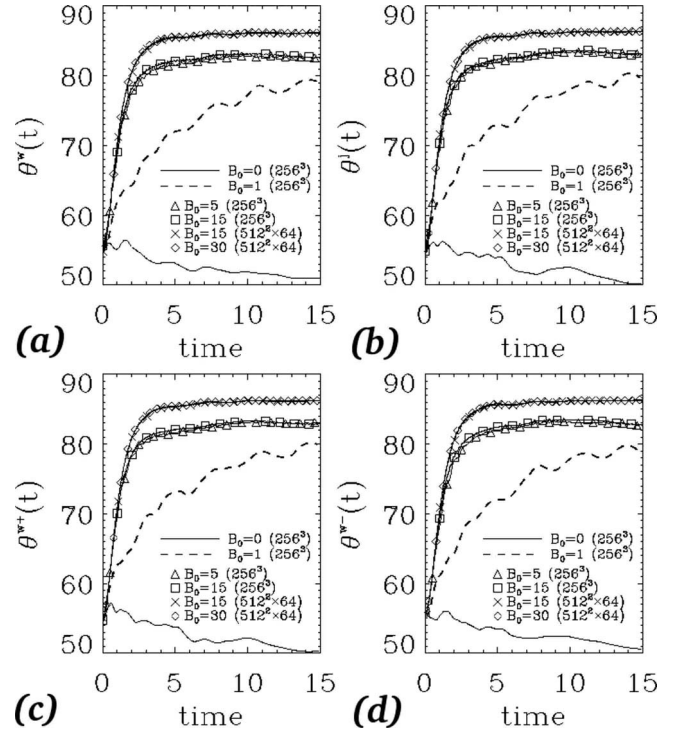 90
80
70
60
50
θʷ(t)
B₀=0 (256³)
B₀=1 (256³)
B₀=5 (256³)
B₀=15 (256³)
B₀=15 (512²×64)
B₀=30 (512²×64)
0 5 10 15
(a) time
90
80
70
60
50
θʲ(t)
B₀=0 (256³)
B₀=1 (256³)
B₀=5 (256³)
B₀=15 (256³)
B₀=15 (512²×64)
B₀=30 (512²×64)
0 5 10 15
(b) time
90
80
70
60
50
θʷ⁺(t)
B₀=0 (256³)
B₀=1 (256³)
B₀=5 (256³)
B₀=15 (256³)
B₀=15 (512²×64)
B₀=30 (512²×64)
0 5 10 15
(c) time
90
80
70
60
50
θʷ⁻(t)
B₀=0 (256³)
B₀=1 (256³)
B₀=5 (256³)
B₀=15 (256³)
B₀=15 (512²×64)
B₀=30 (512²×64)
0 5 10 15
(d) time